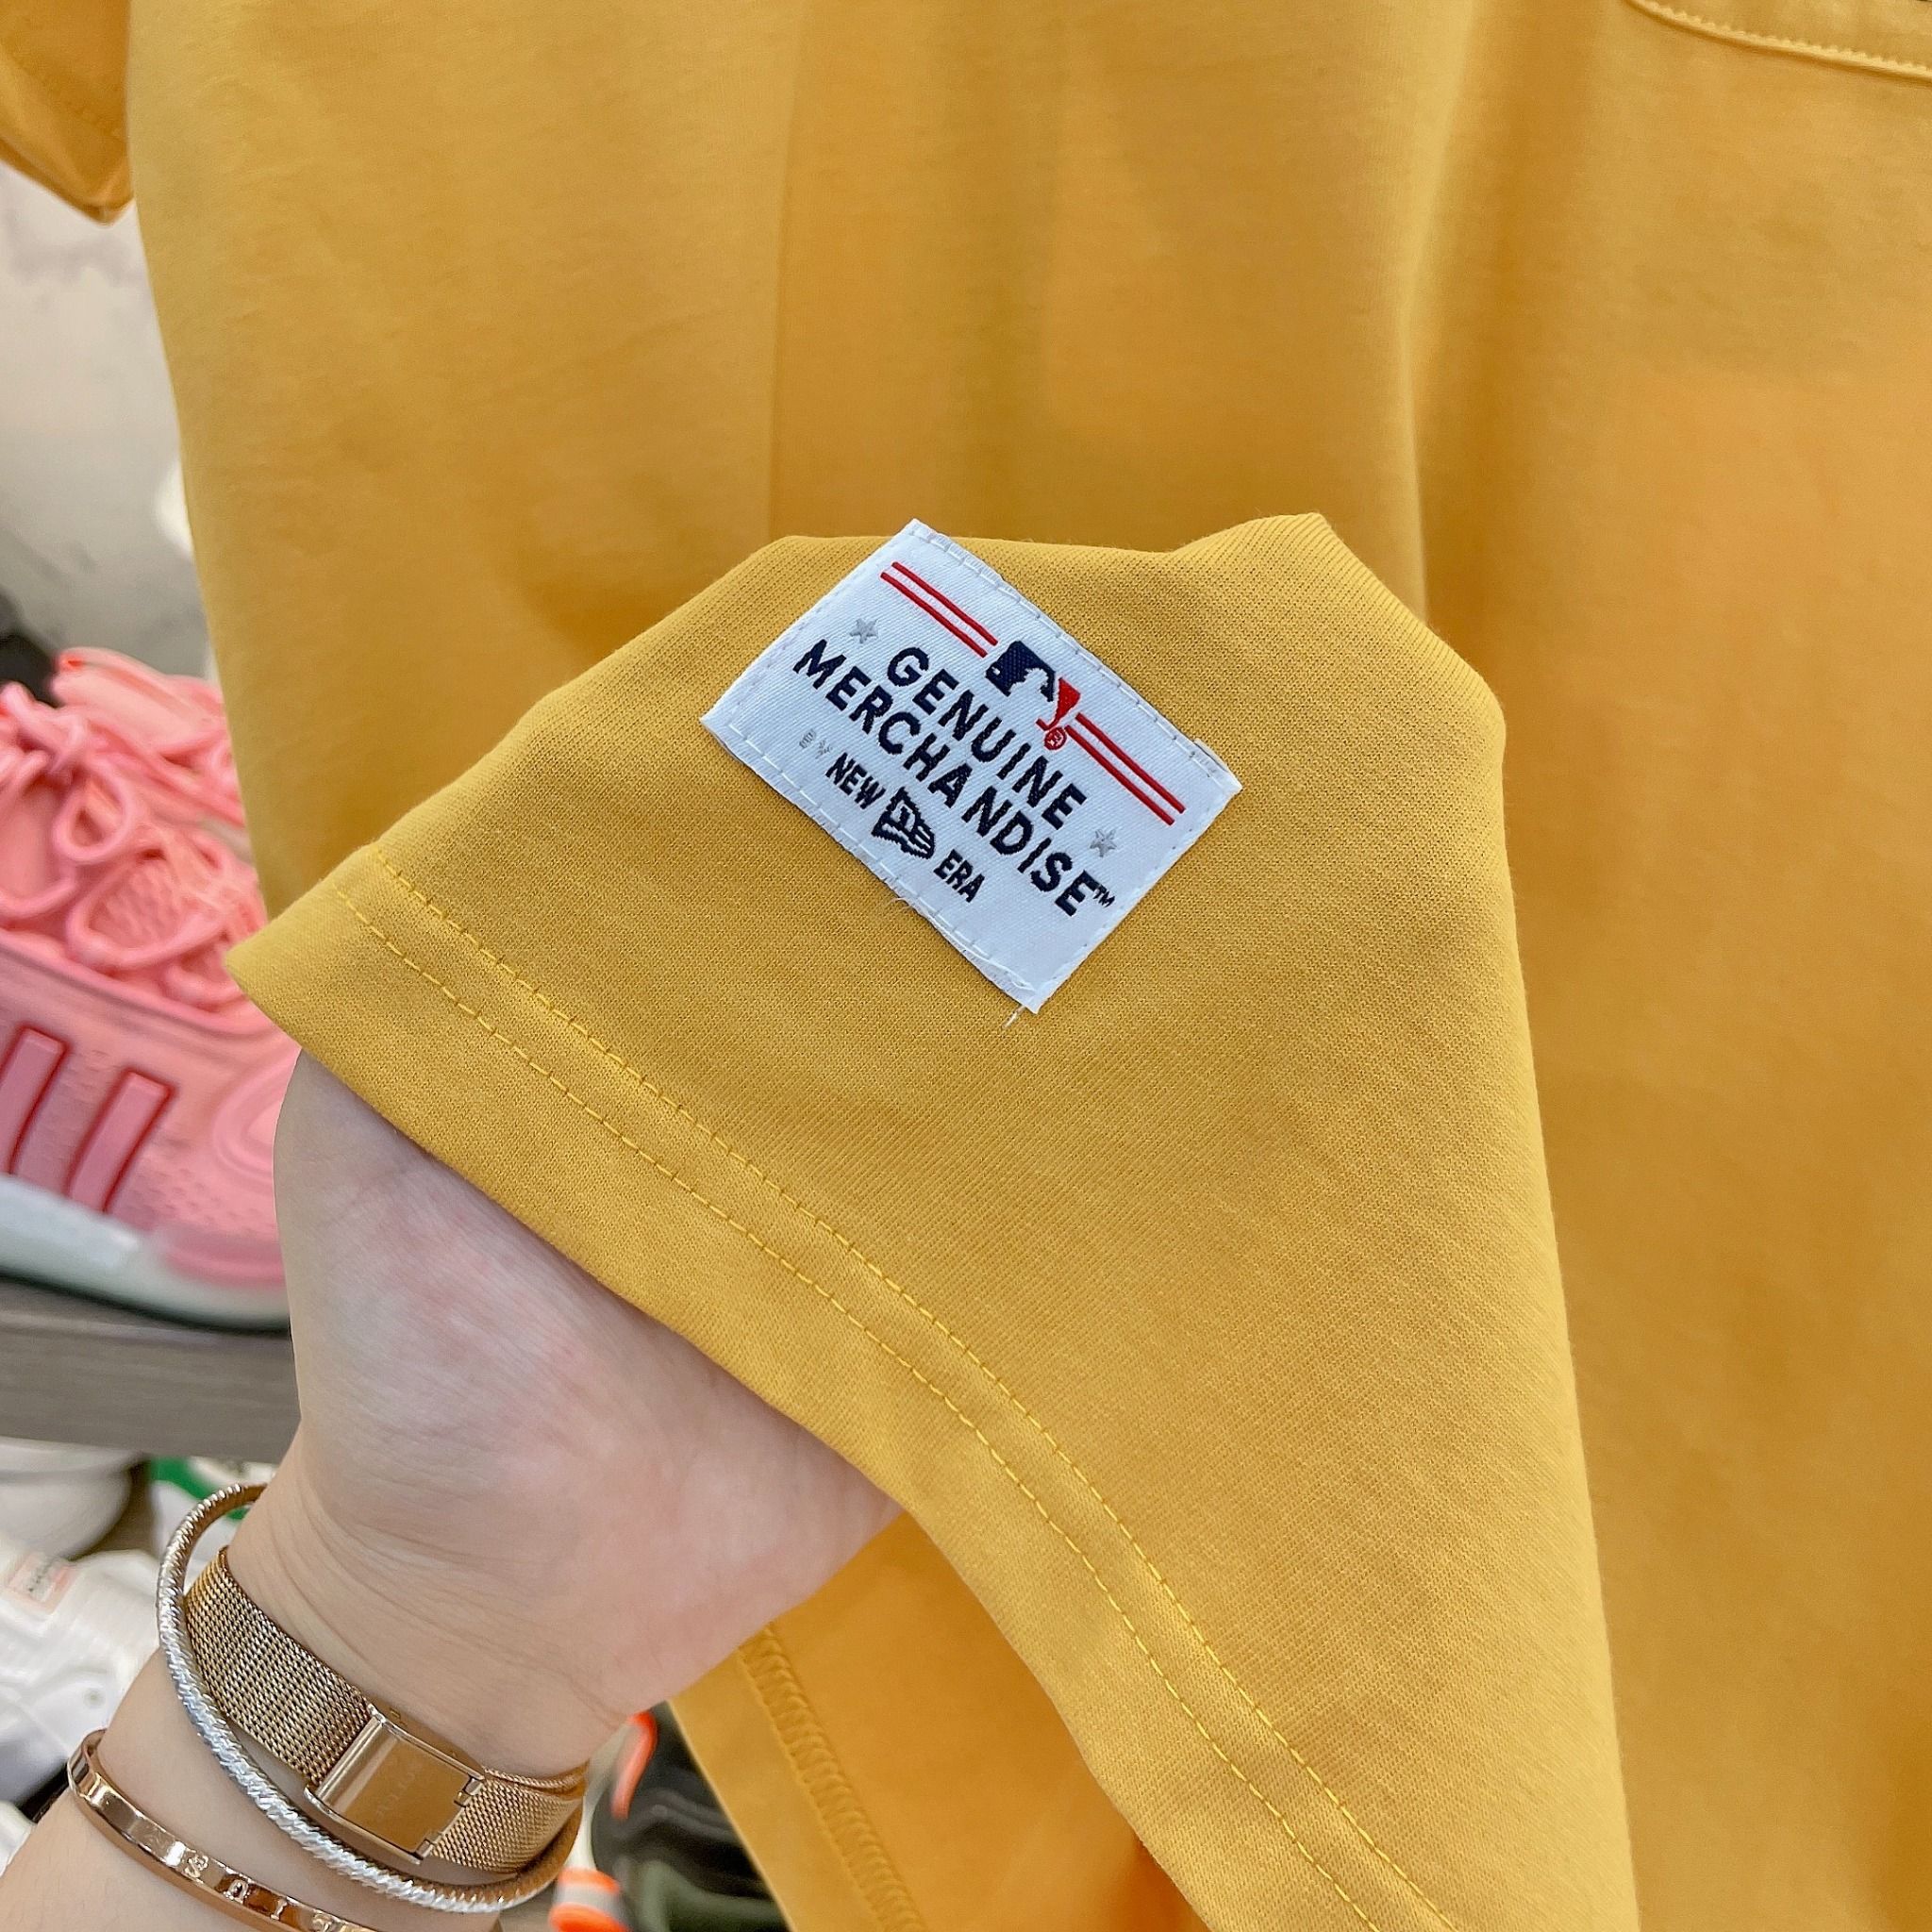 GENUINE
MERCHANDISE™
BY
NEW ERA